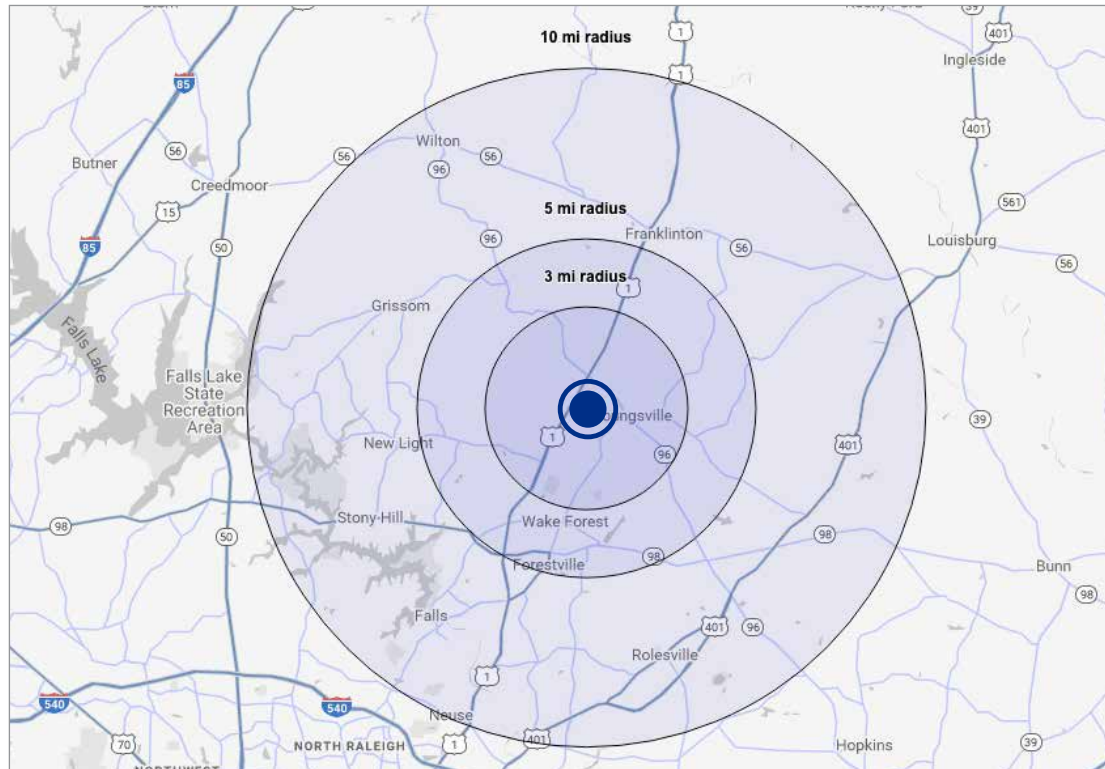 10 mi radius
1
39
401
Ingleside
85
1
401
Wilton
56
56
56
Butner
96
Creedmoor
561
15
5 mi radius
Franklinton
96
50
85
56
Louisburg
56
3 mi radius
1
Grissom
Falls Lake
Falls Lake
State
Recreation
Area
39
New Light
1
401
96
Stony-Hill
Wake Forest
98
50
98
98
Forestville
Bunn
98
Falls
401
96
Rolesville
1
540
540
Neuse
70
NORTH RALEIGH
1
401
Hopkins
39